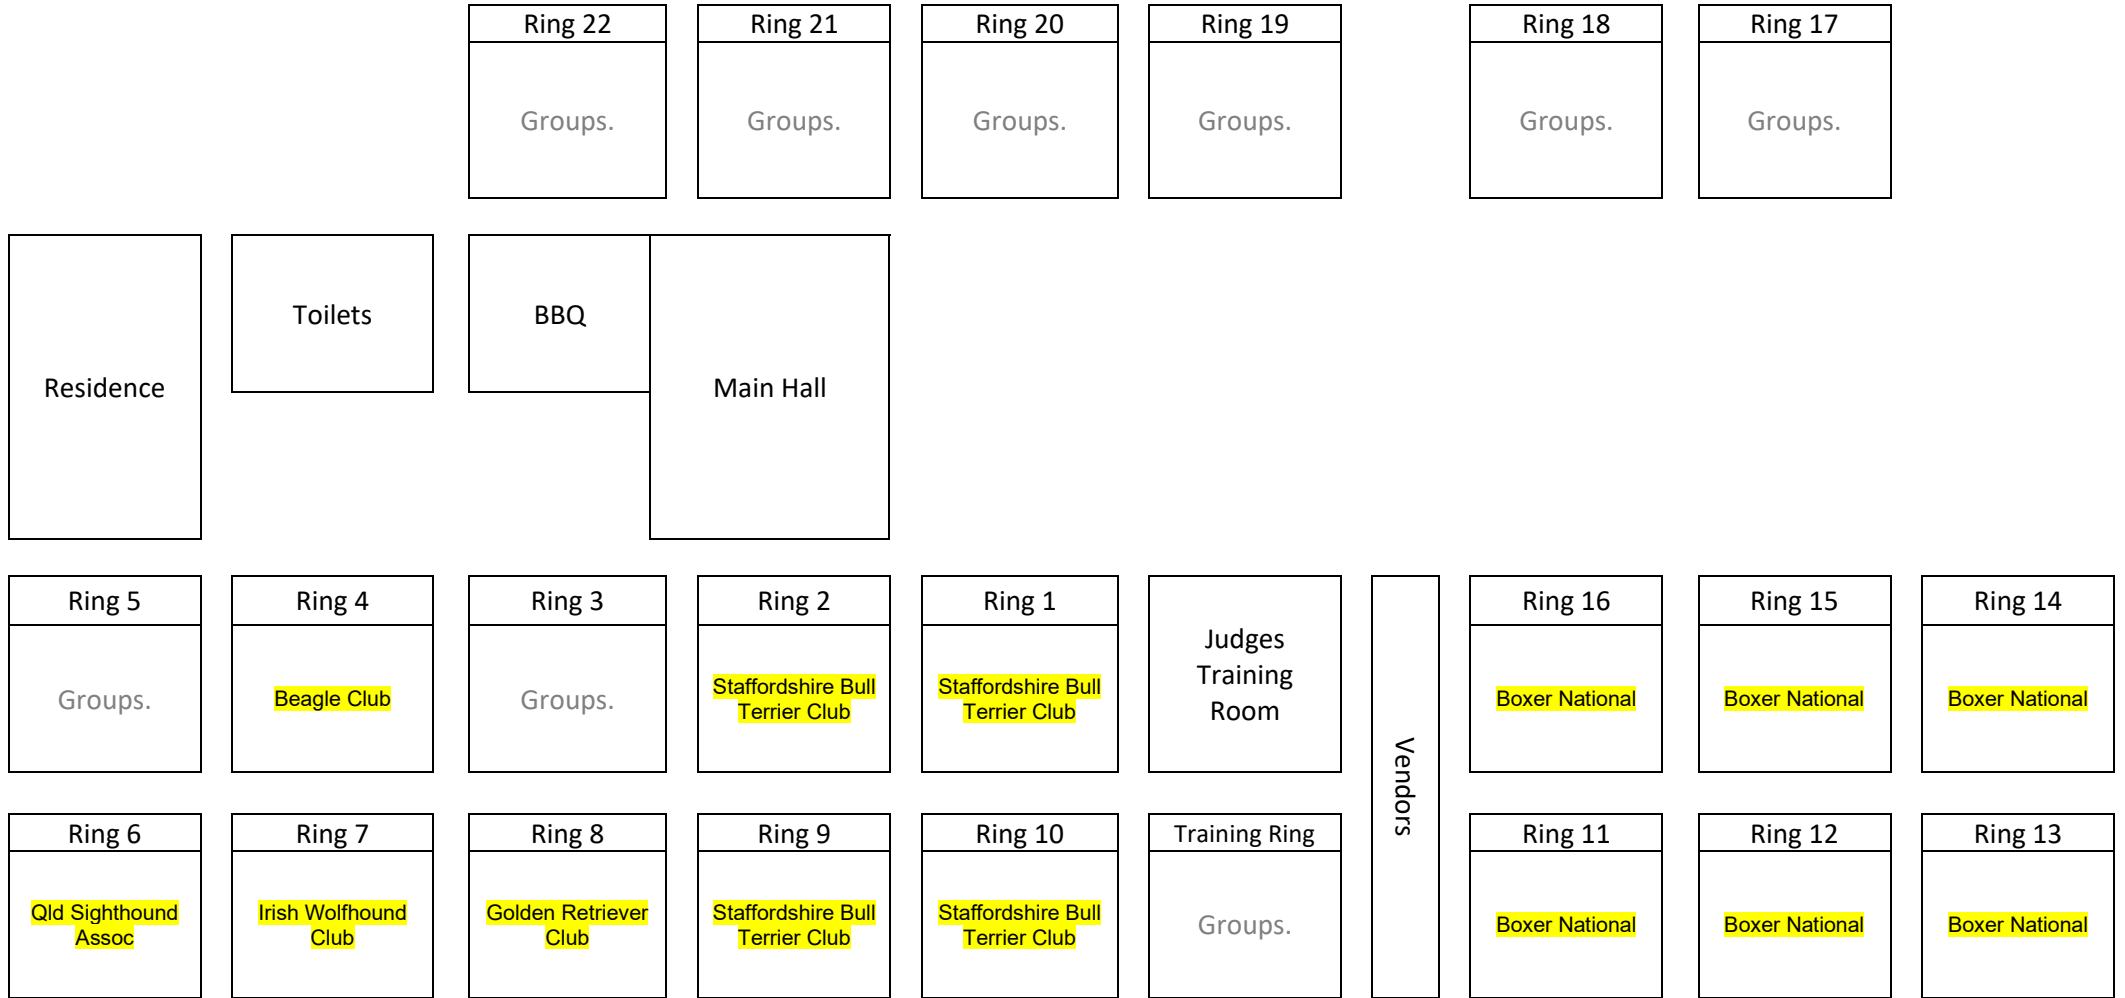 Ring 22
Ring 21
Ring 20
Ring 19
Ring 18
Ring 17
Groups.
Groups.
Groups.
Groups.
Groups.
Groups.
Residence
Toilets
BBQ
Main Hall
Ring 5
Ring 4
Ring 3
Ring 2
Ring 1
Judges
Training
Room
Vendors
Ring 16
Ring 15
Ring 14
Groups.
Beagle Club
Groups.
Staffordshire Bull
Terrier Club
Staffordshire Bull
Terrier Club
Boxer National
Boxer National
Boxer National
Ring 6
Ring 7
Ring 8
Ring 9
Ring 10
Training Ring
Ring 11
Ring 12
Ring 13
Qld Sighthound
Assoc
Irish Wolfhound
Club
Golden Retriever
Club
Staffordshire Bull
Terrier Club
Staffordshire Bull
Terrier Club
Groups.
Boxer National
Boxer National
Boxer National